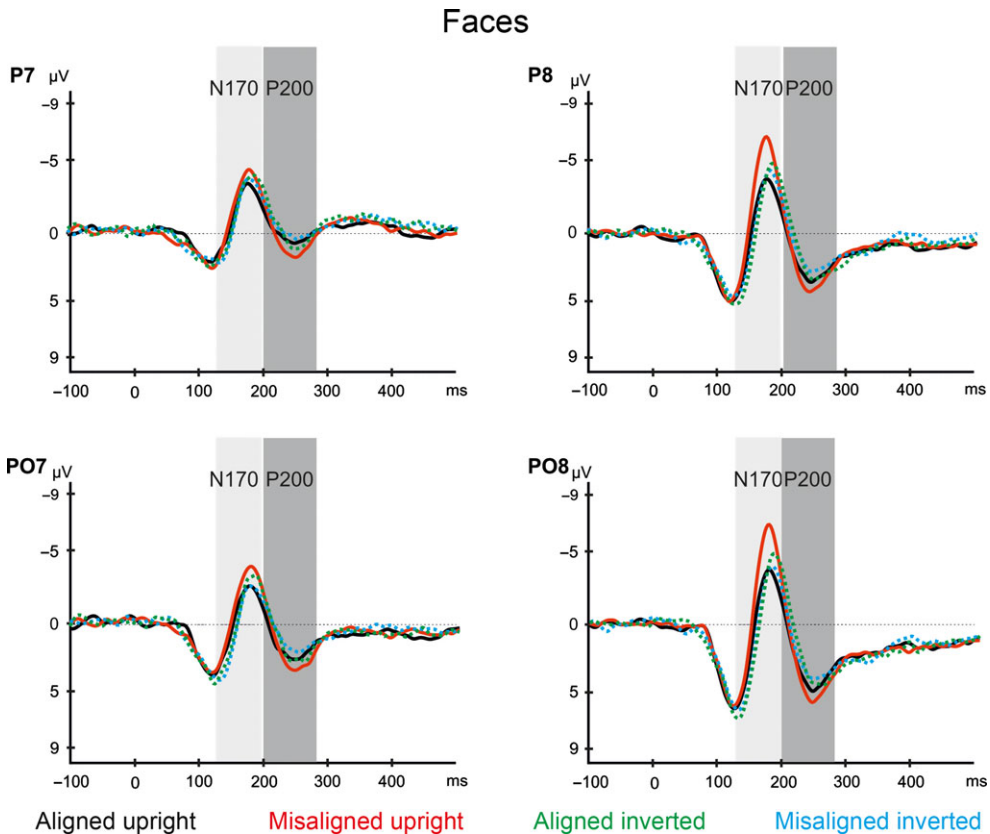 Faces
P7 µV N170 P200
-9
-5
0
5
9
-100 0 100 200 300 400 ms
P8 µV N170 P200
-9
-5
0
5
9
-100 0 100 200 300 400 ms
PO7 µV N170 P200
-9
-5
0
5
9
-100 0 100 200 300 400 ms
PO8 µV N170 P200
-9
-5
0
5
9
-100 0 100 200 300 400 ms
Aligned upright Misaligned upright Aligned inverted Misaligned inverted